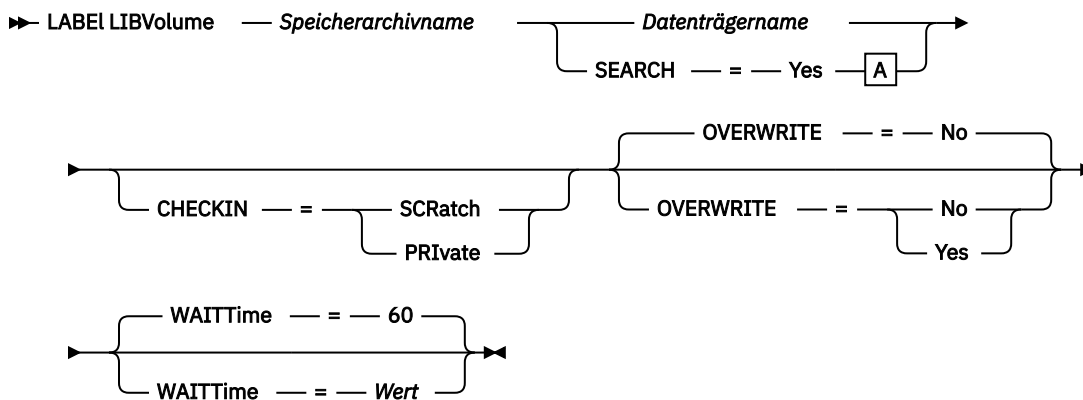 LABEl LIBVolume Speicherarchivname Datenträgername
SEARCH = Yes A
OVERWRITE = No
CHECKIN = SCRatch
PRIvate
OVERWRITE = No
Yes
WAITTime = 60
WAITTime = Wert